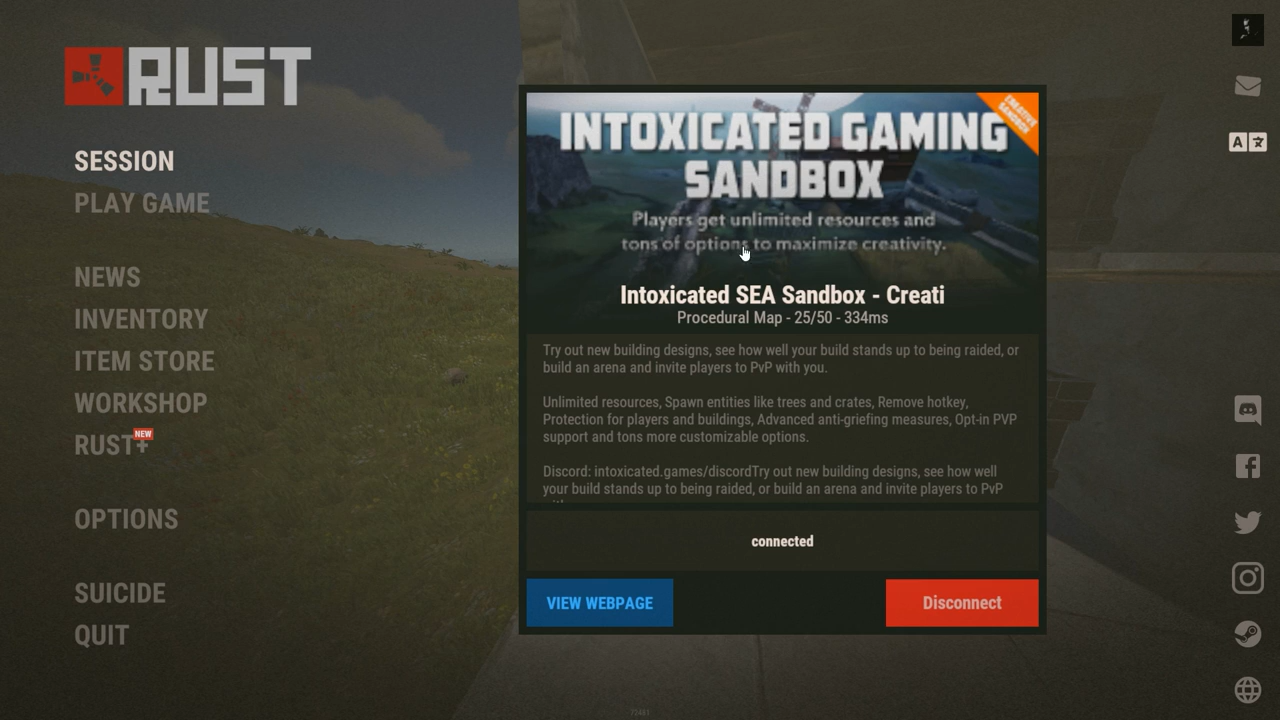 RUST
SESSION
PLAY GAME
NEWS
INVENTORY
ITEM STORE
WORKSHOP
RUST+
NEW
OPTIONS
SUICIDE
QUIT
CREATIVE
SANDBOX
INTOXICATED GAMING
SANDBOX
Players get unlimited resources and
tons of options to maximize creativity.
Intoxicated SEA Sandbox - Creati
Procedural Map - 25/50 - 334ms
Try out new building designs, see how well your build stands up to being raided, or
build an arena and invite players to PvP with you.
Unlimited resources, Spawn entities like trees and crates, Remove hotkey,
Protection for players and buildings, Advanced anti-griefing measures, Opt-in PVP
support and tons more customizable options.
Discord: intoxicated.games/discordTry out new building designs, see how well
your build stands up to being raided, or build an arena and invite players to PvP
connected
VIEW WEBPAGE
Disconnect
A